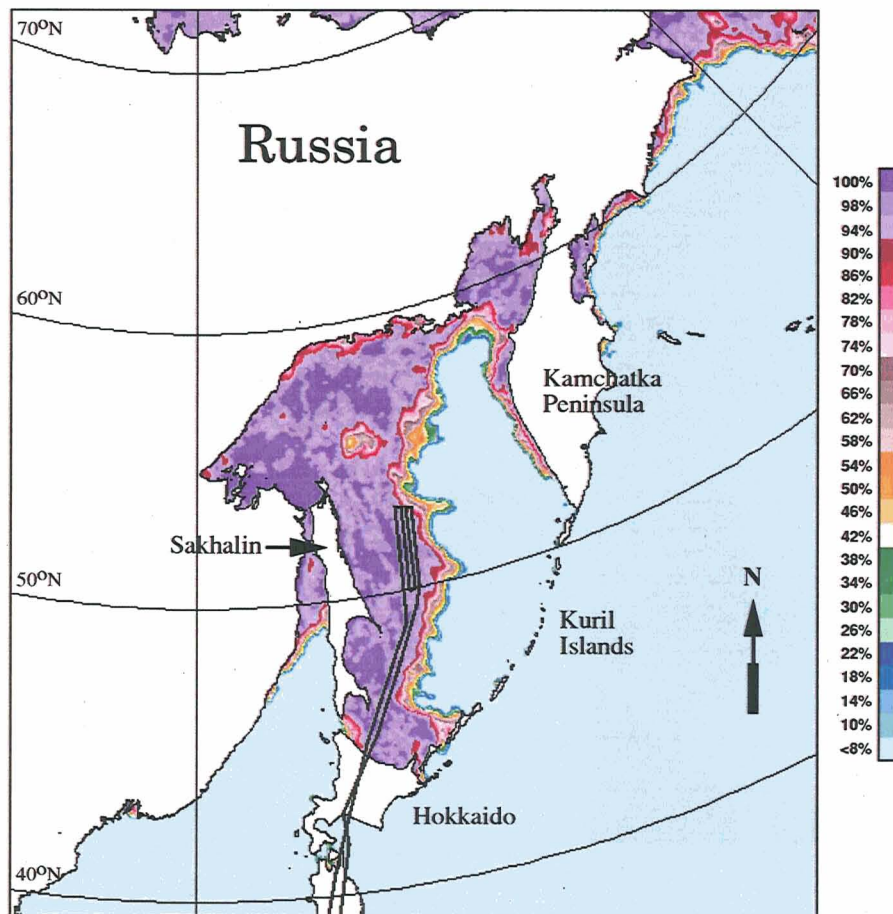 70°N
Russia
60°N
Kamchatka
Peninsula
Sakhalin
50°N
Kuril
Islands
N
Hokkaido
40°N
100%
98%
94%
90%
86%
82%
78%
74%
70%
66%
62%
58%
54%
50%
46%
42%
38%
34%
30%
26%
22%
18%
14%
10%
<8%